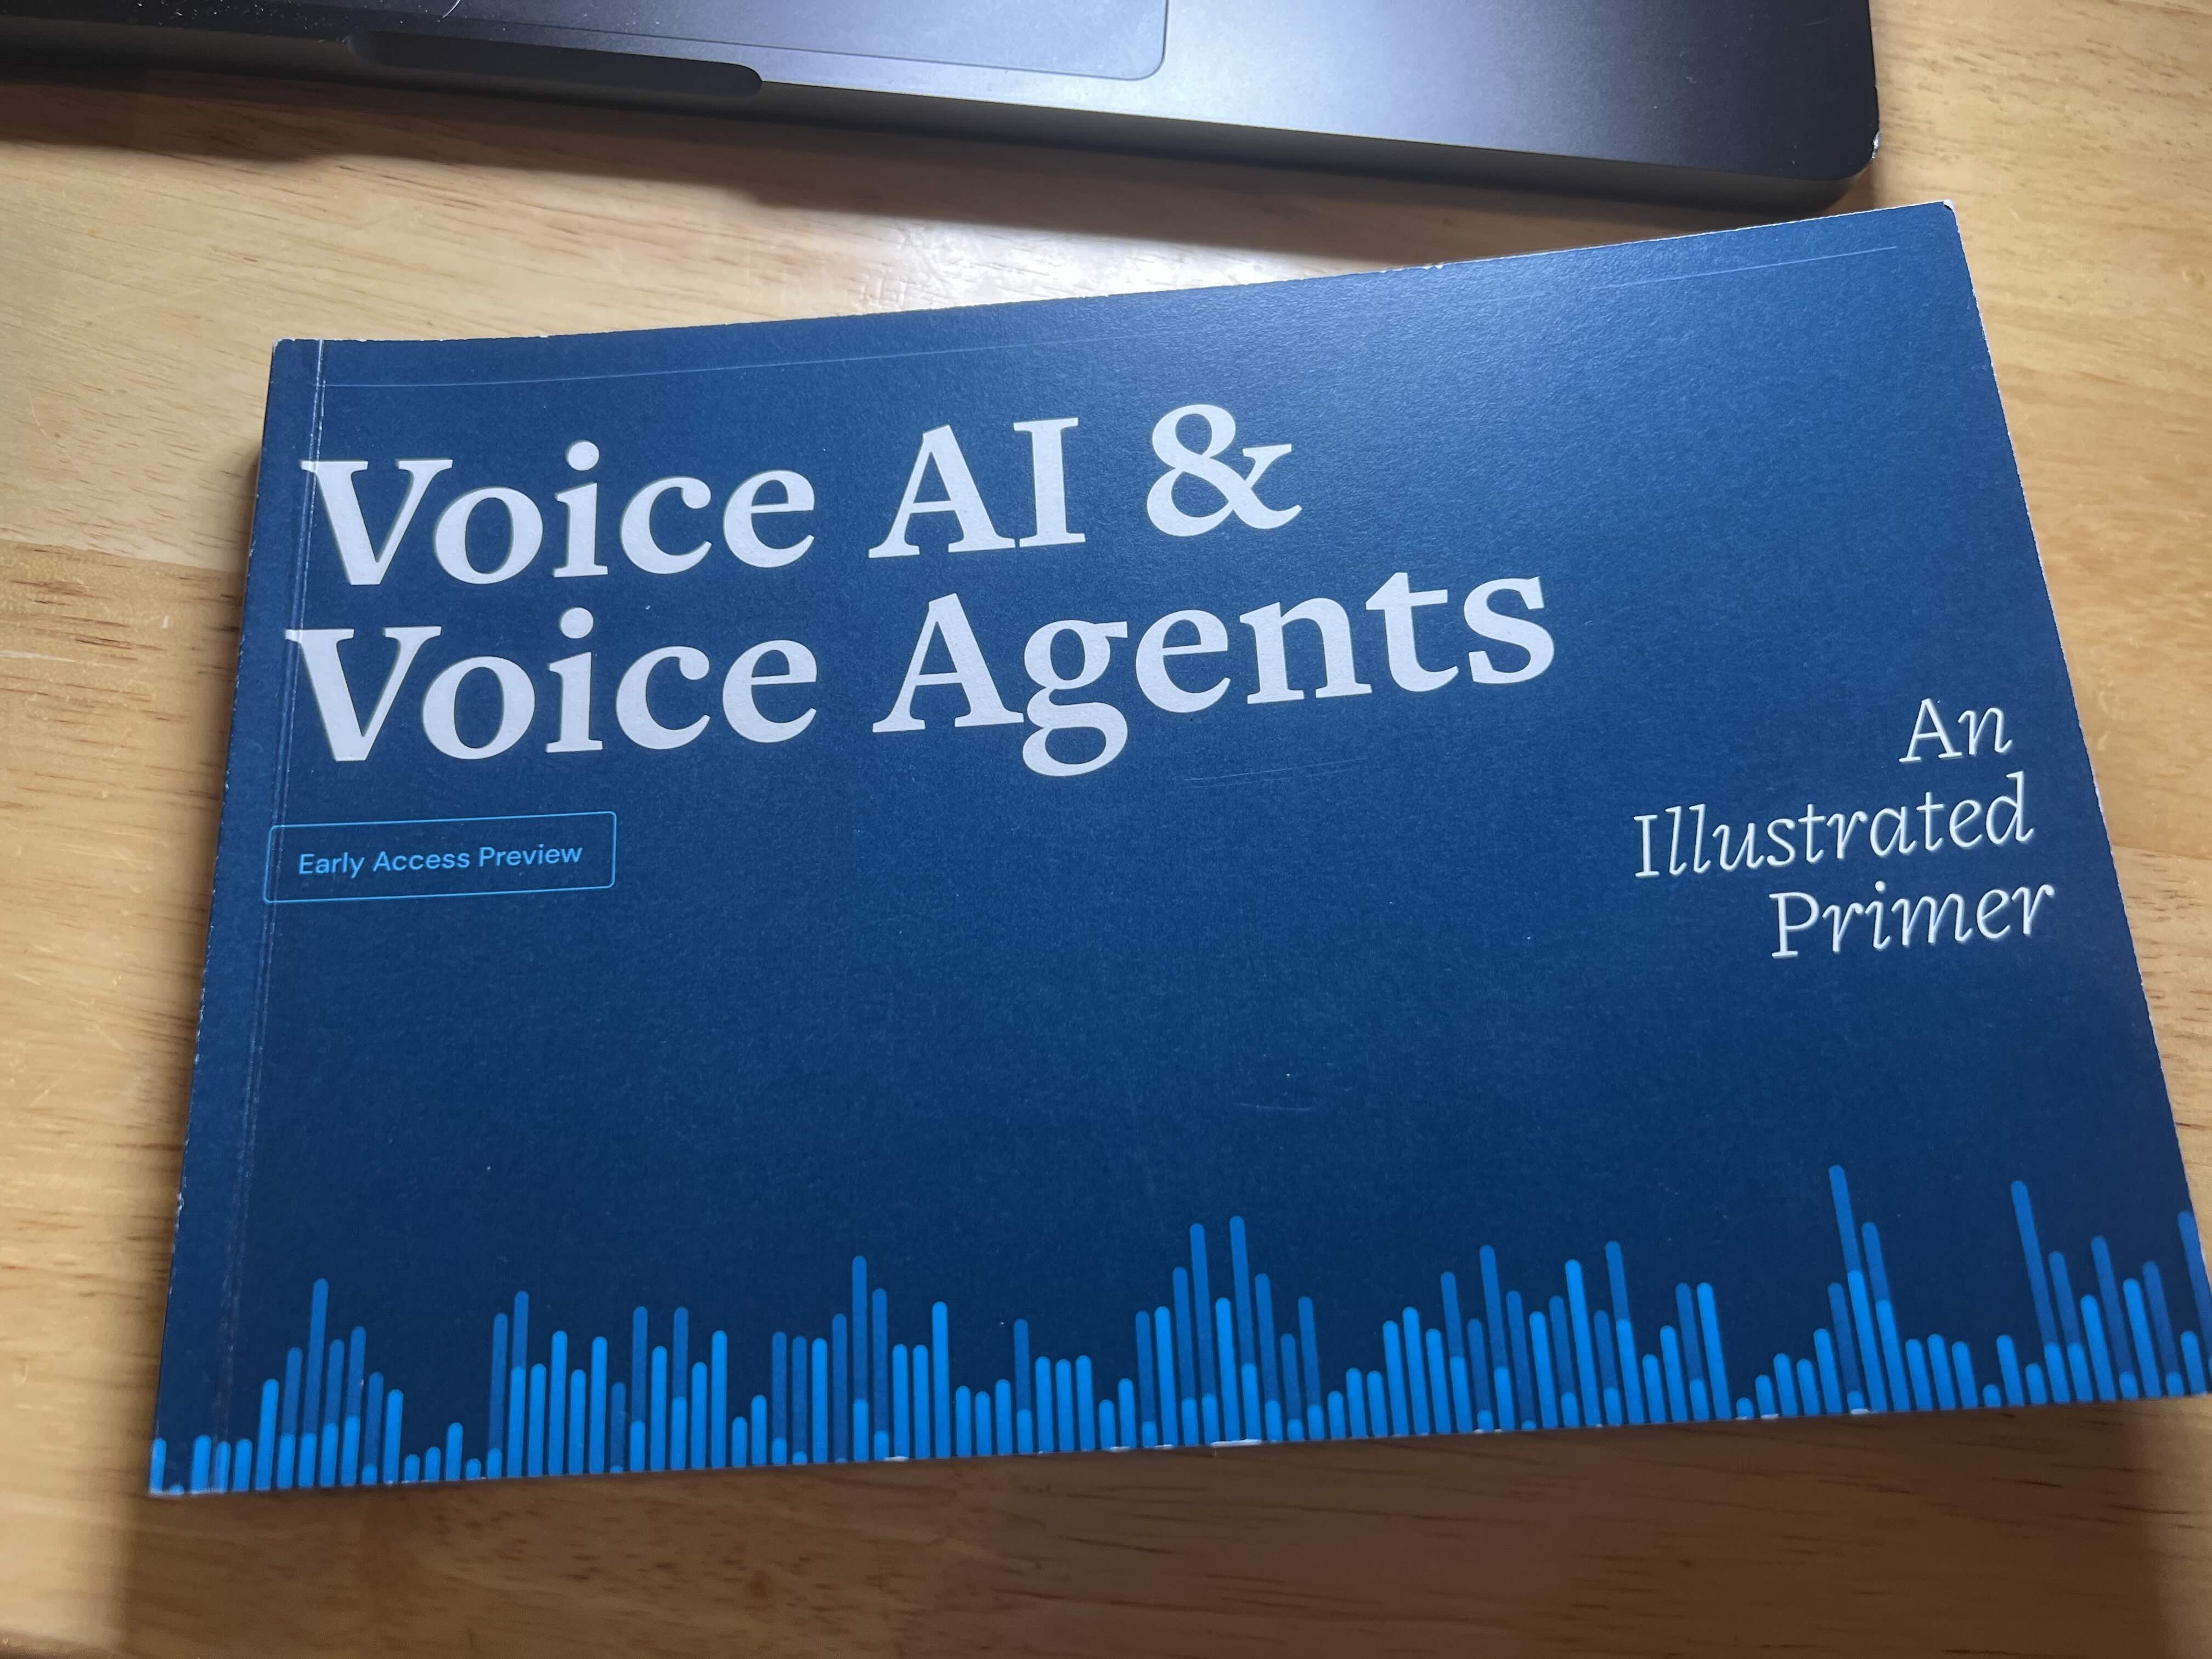 Voice AI &
Voice Agents
Early Access Preview
An
Illustrated
Primer